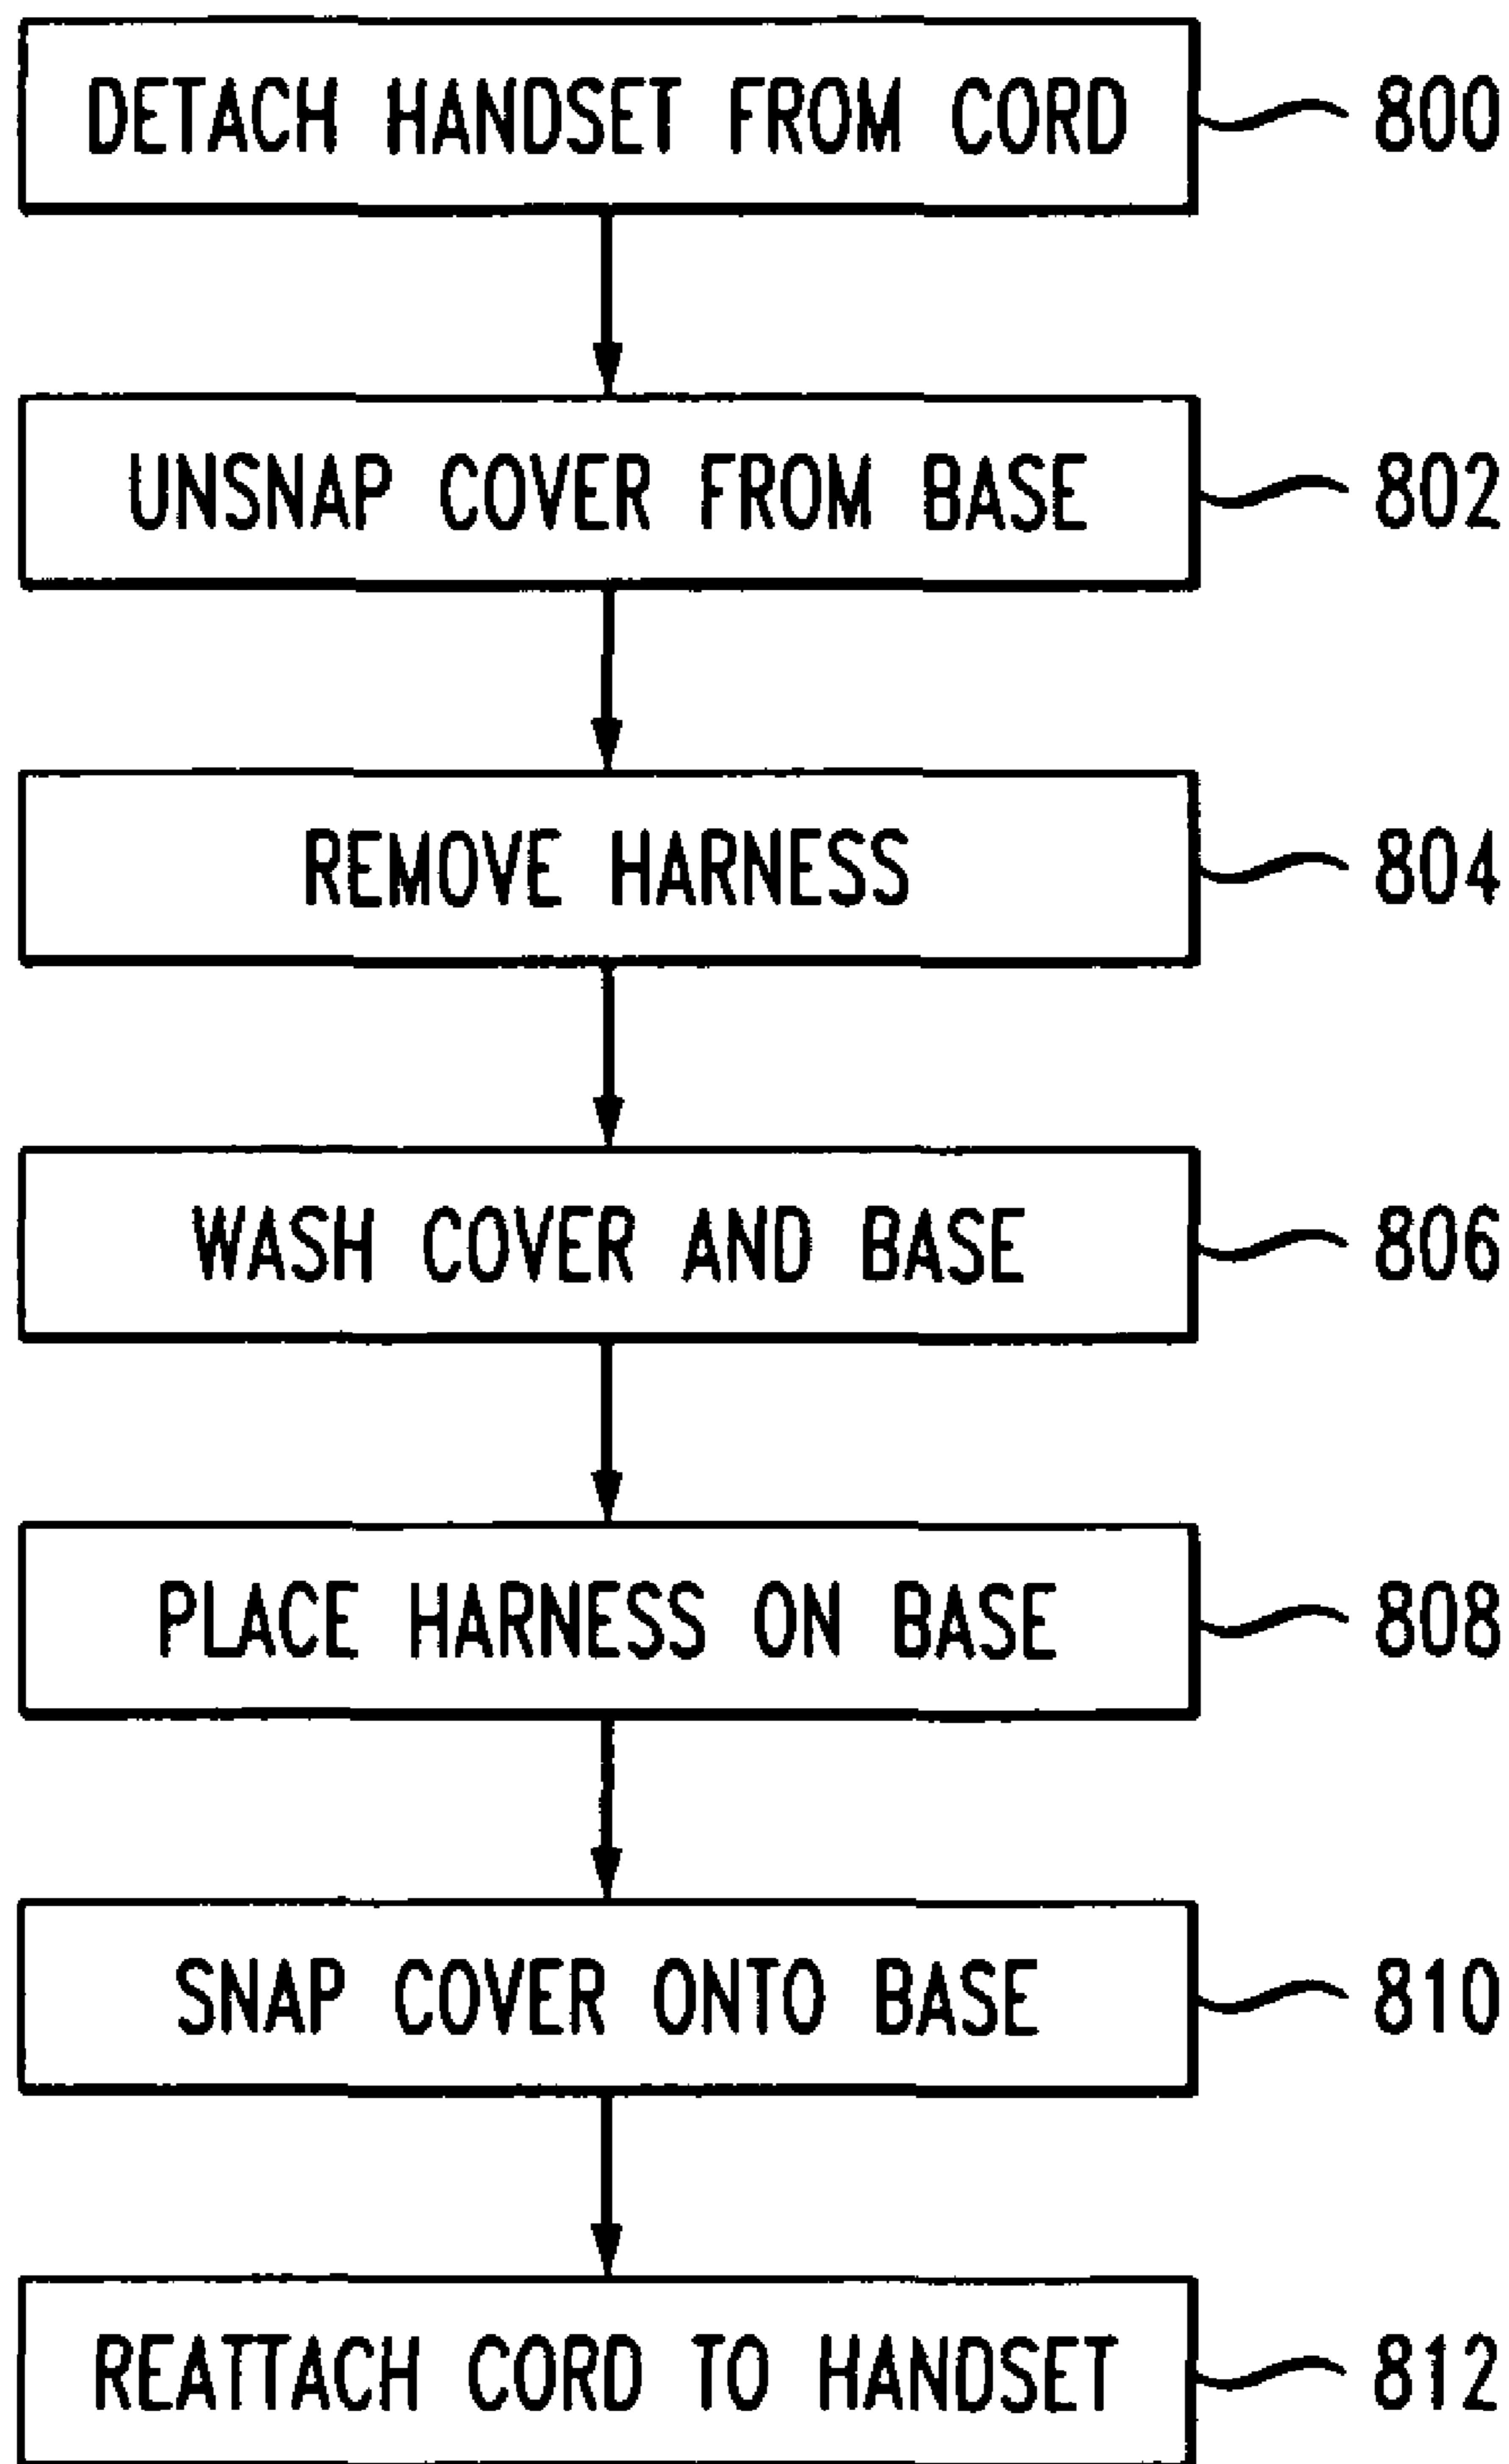 DETACH HANDSET FROM CORD 800
UNSNAP COVER FROM BASE 802
REMOVE HARNESS 804
WASH COVER AND BASE 806
PLACE HARNESS ON BASE 808
SNAP COVER ONTO BASE 810
REATTACH CORD TO HANDSET 812